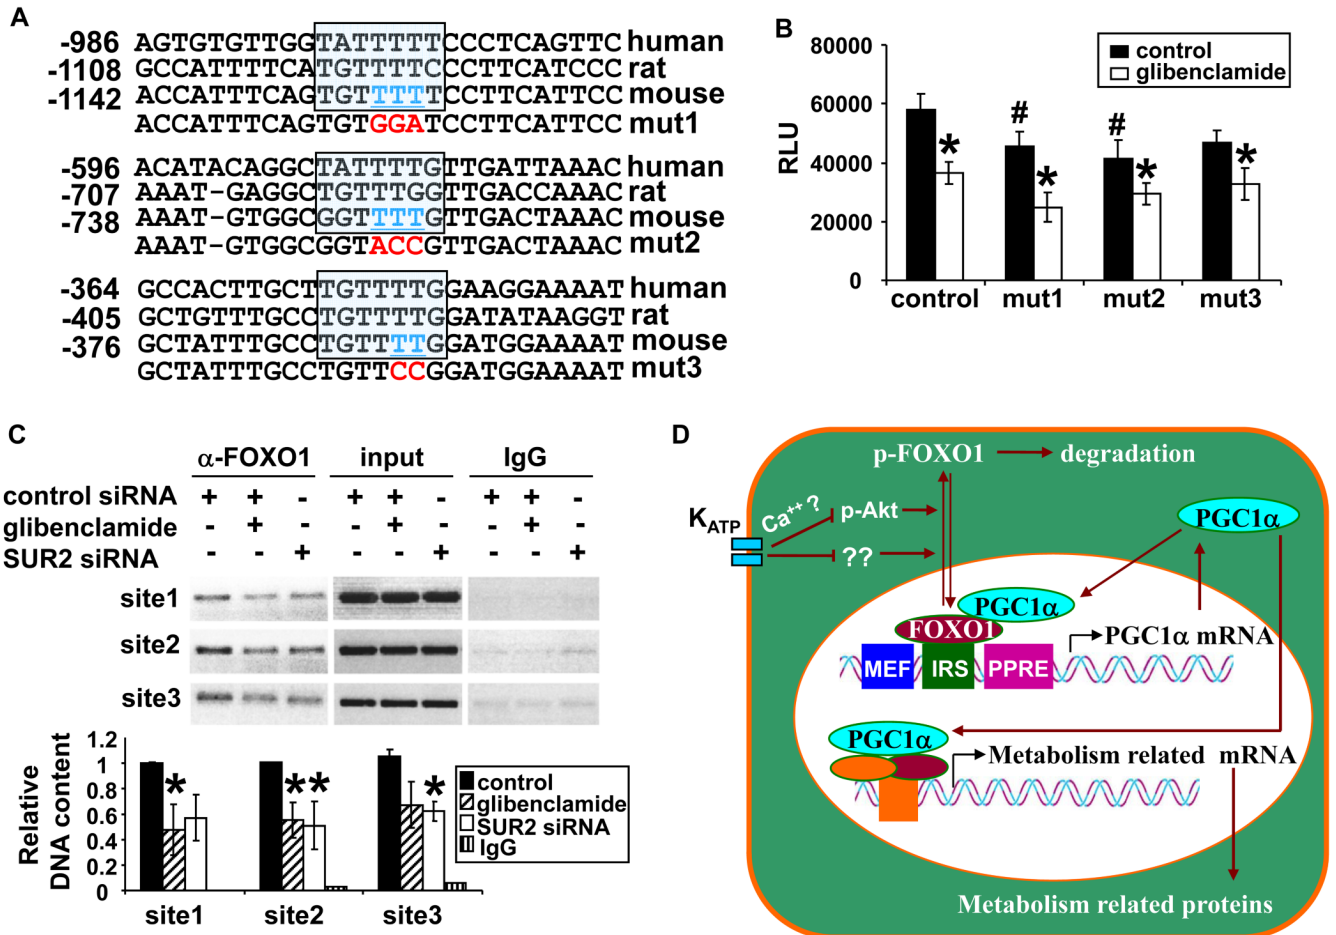 A
-986 AGTGTGTTGGTATTTTTCCCTCAGTTC human
-1108 GCCATTTTCATGTTTTCCCTTCATCCC rat
-1142 ACCATTTCAGTGTTTTTCCTTCATTCC mouse
ACCATTTCAGTGTGGATCCTTCATTCC mut1
-596 ACATACAGGCTATTTTGTTGATTAAAC human
-707 AAAT-GAGGCTGTTTGGTTGACCAAAC rat
-738 AAAT-GTGGCGGTTTTGTTGACTAAAC mouse
AAAT-GTGGCGGTACCGTTGACTAAAC mut2
-364 GCCACTTGCTTGTTTTGGAAGGAAAAT human
-405 GCTGTTTGCCTGTTTTGGATATAAGGT rat
-376 GCTATTTGCCTGTTTTGGATGGAAAAT mouse
GCTATTTGCCTGTTCCGGATGGAAAAT mut3
B
RLU
80000
60000
40000
20000
0
control
glibenclamide
# #
* * * *
control mut1 mut2 mut3
C
α-FOXO1 input IgG
control siRNA + + - + + - + + -
glibenclamide - + - + - +
SUR2 siRNA - - + - - + - - +
site1
site2
site3
Relative
DNA content
1.2
1
0.8
0.6
0.4
0.2
0
* * * *
control
glibenclamide
SUR2 siRNA
IgG
site1 site2 site3
D
p-FOXO1 degradation
KATP
Ca++ ?
p-Akt
??
PGC1α
PGC1α
FOXO1
PGC1α mRNA
MEF IRS PPRE
PGC1α
Metabolism related mRNA
Metabolism related proteins